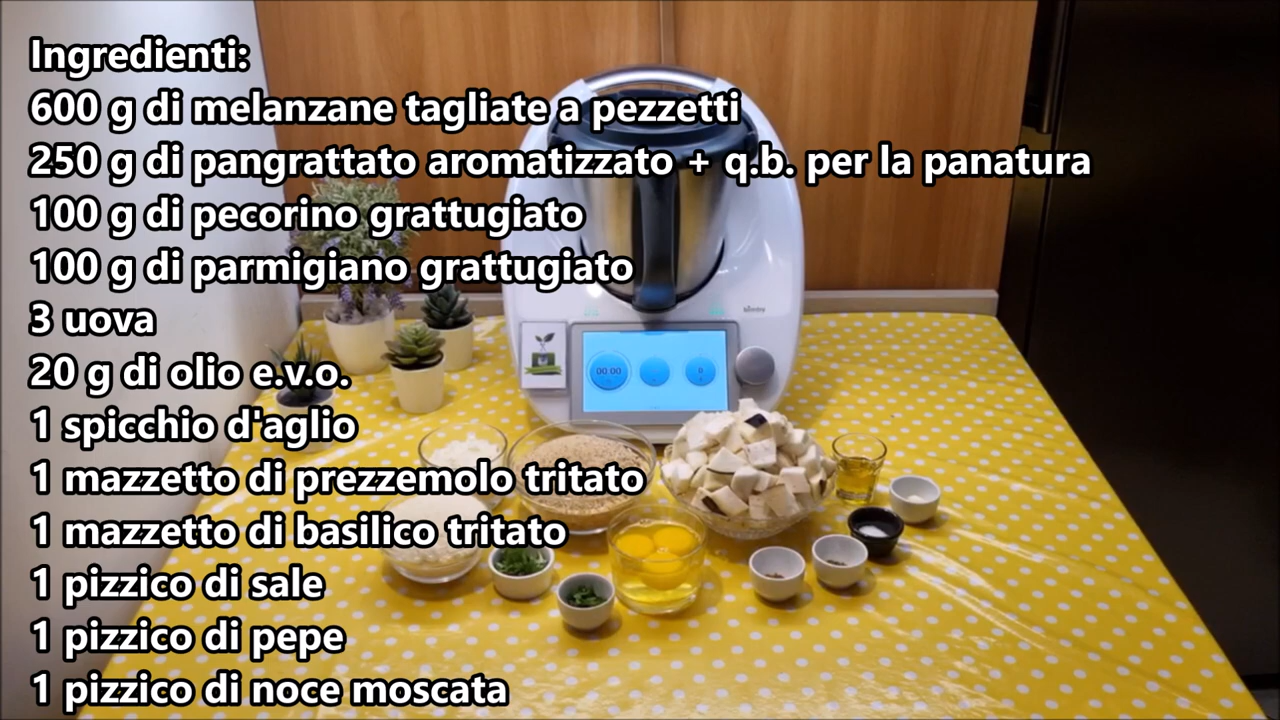 Ingredienti:
600 g di melanzane tagliate a pezzetti
250 g di pangrattato aromatizzato + q.b. per la panatura
100 g di pecorino grattugiato
100 g di parmigiano grattugiato
3 uova
20 g di olio e.v.o.
1 spicchio d'aglio
1 mazzetto di prezzemolo tritato
1 mazzetto di basilico tritato
1 pizzico di sale
1 pizzico di pepe
1 pizzico di noce moscata
00:00